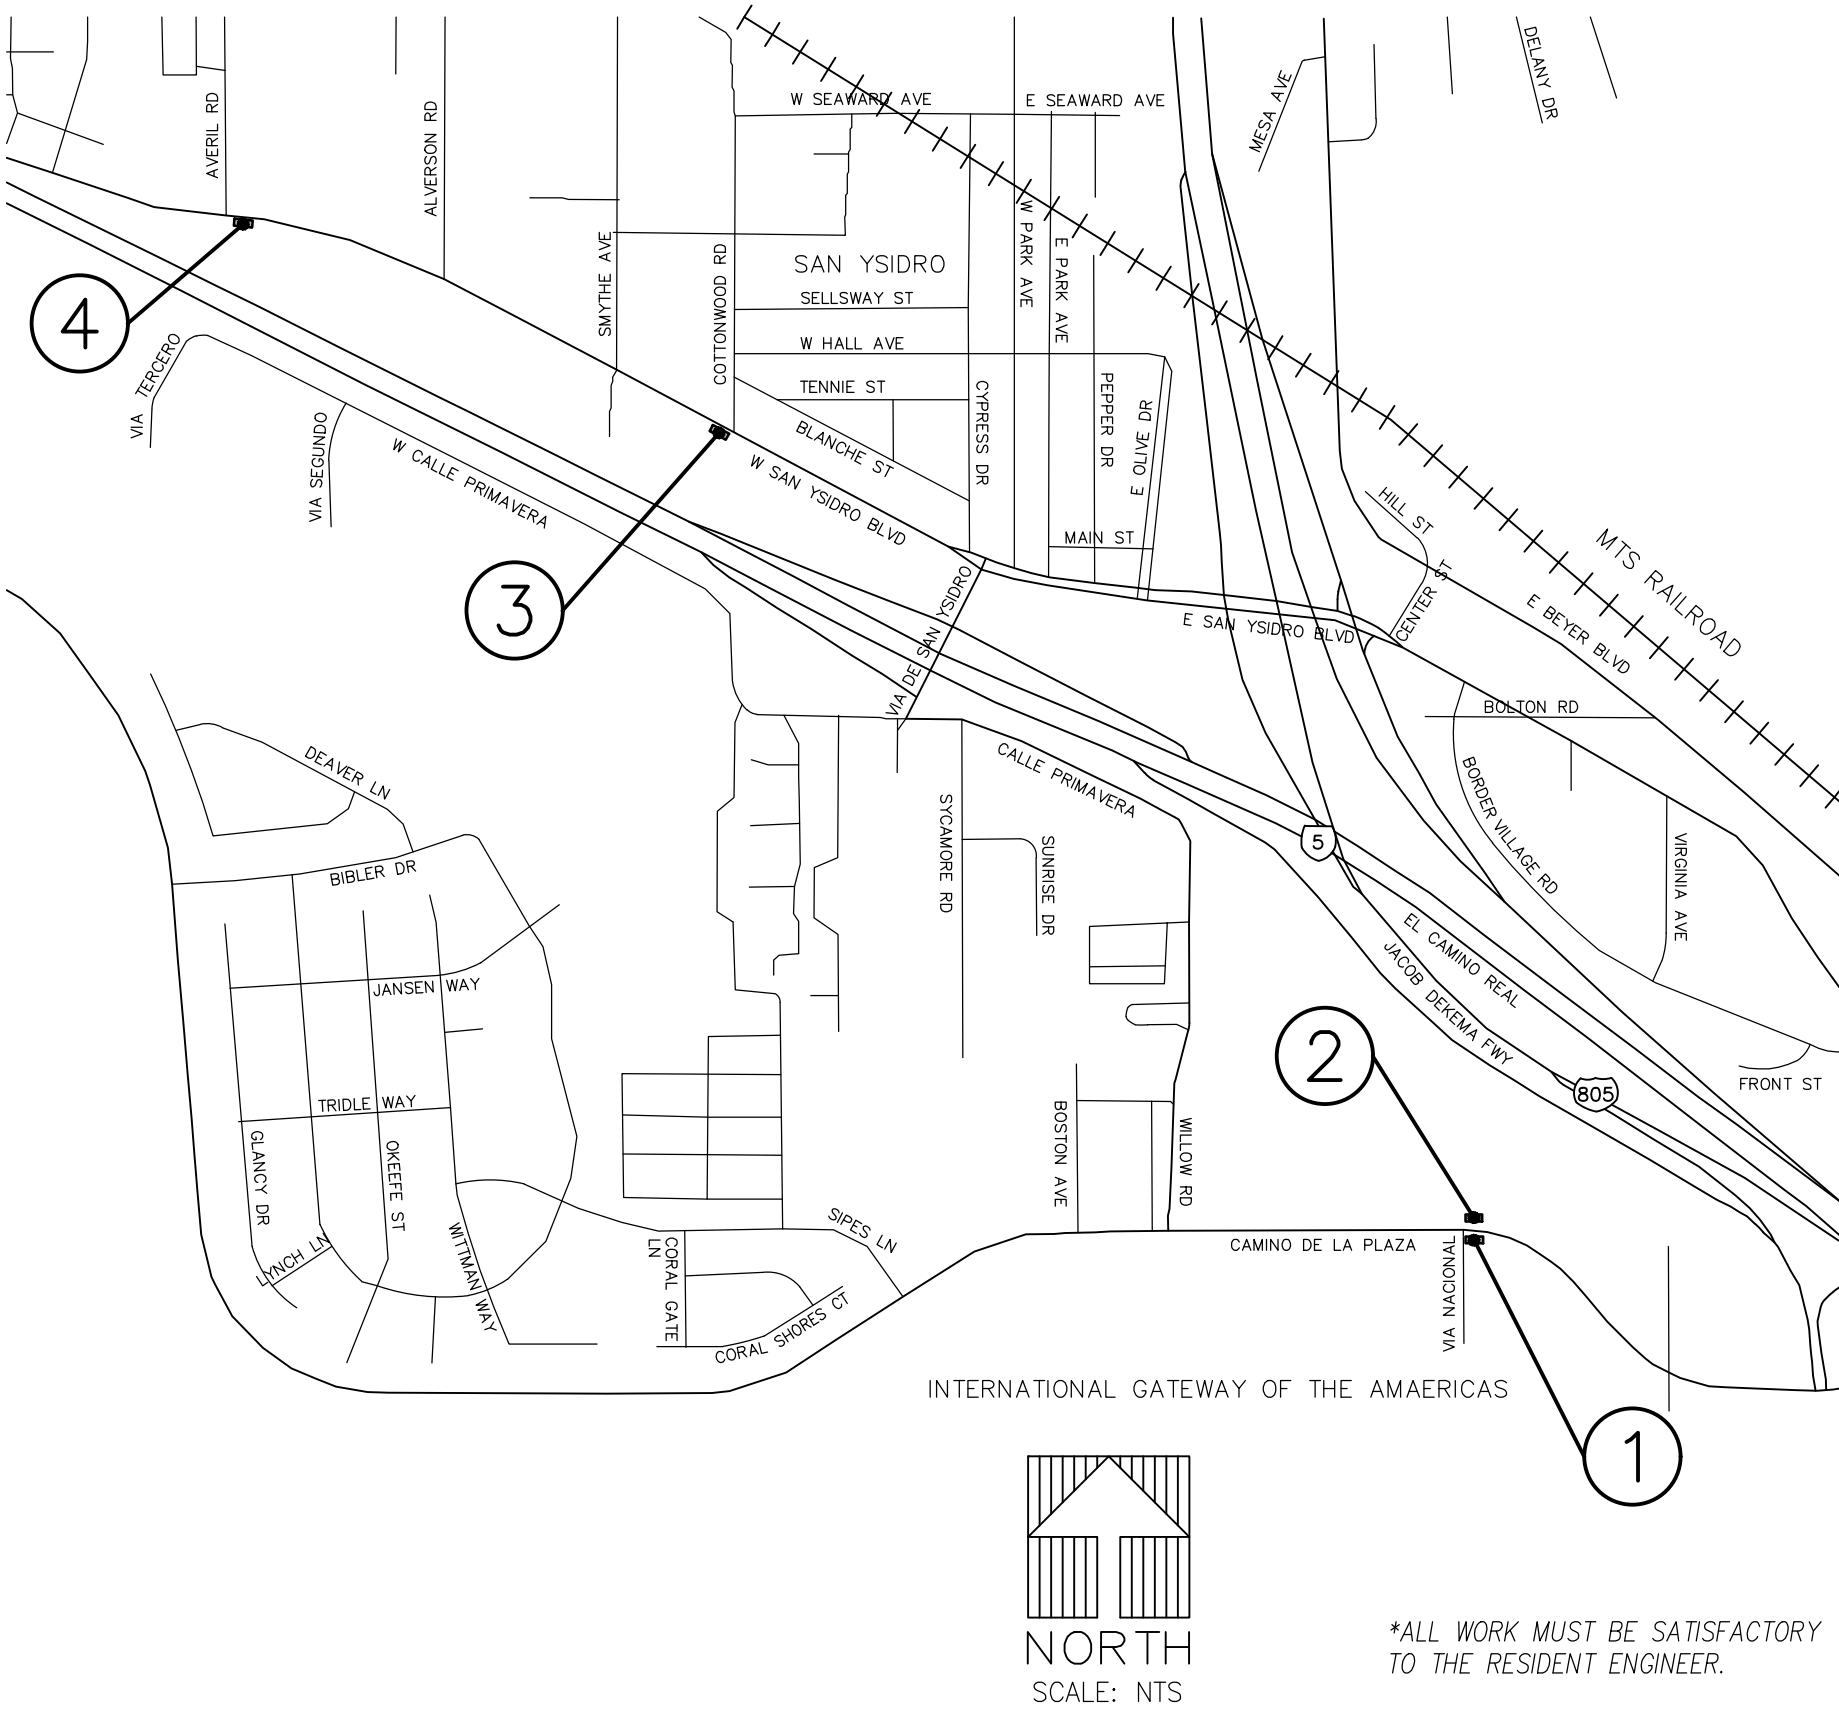 DELANY DR
MESA AVE
W SEAWARD AVE
E SEAWARD AVE
AVERIL RD
ALVERSON RD
SMYTHE AVE
COTTONWOOD RD
W PARK AVE
E PARK AVE
SAN YSIDRO
SELLSWAY ST
W HALL AVE
TENNIE ST
BLANCHE ST
CYPRESS DR
PEPPER DR
E OLIVE DR
4
VIA TERCERO
VIA SEGUNDO
W CALLE PRIMAVERA
W SAN YSIDRO BLVD
MAIN ST
HILL ST
CENTER ST
MTS RAILROAD
3
VIA DE SAN YSIDRO
E SAN YSIDRO BLVD
E BEYER BLVD
BOLTON RD
DEAVER LN
CALLE PRIMAVERA
BORDER VILLAGE RD
VIRGINIA AVE
SYCAMORE RD
SUNRISE DR
5
BIBLER DR
EL CAMINO REAL
JACOB DEKEMA FWY
JANSEN WAY
2
805
FRONT ST
TRIDLE WAY
GLANCY DR
OKEEFE ST
BOSTON AVE
WILLOW RD
LYNCH LN
WITTMAN WAY
CORAL GATE
LN
SIPES LN
CORAL SHORES CT
CAMINO DE LA PLAZA
VIA NACIONAL
INTERNATIONAL GATEWAY OF THE AMAERICAS
1
NORTH
SCALE: NTS
*ALL WORK MUST BE SATISFACTORY
TO THE RESIDENT ENGINEER.